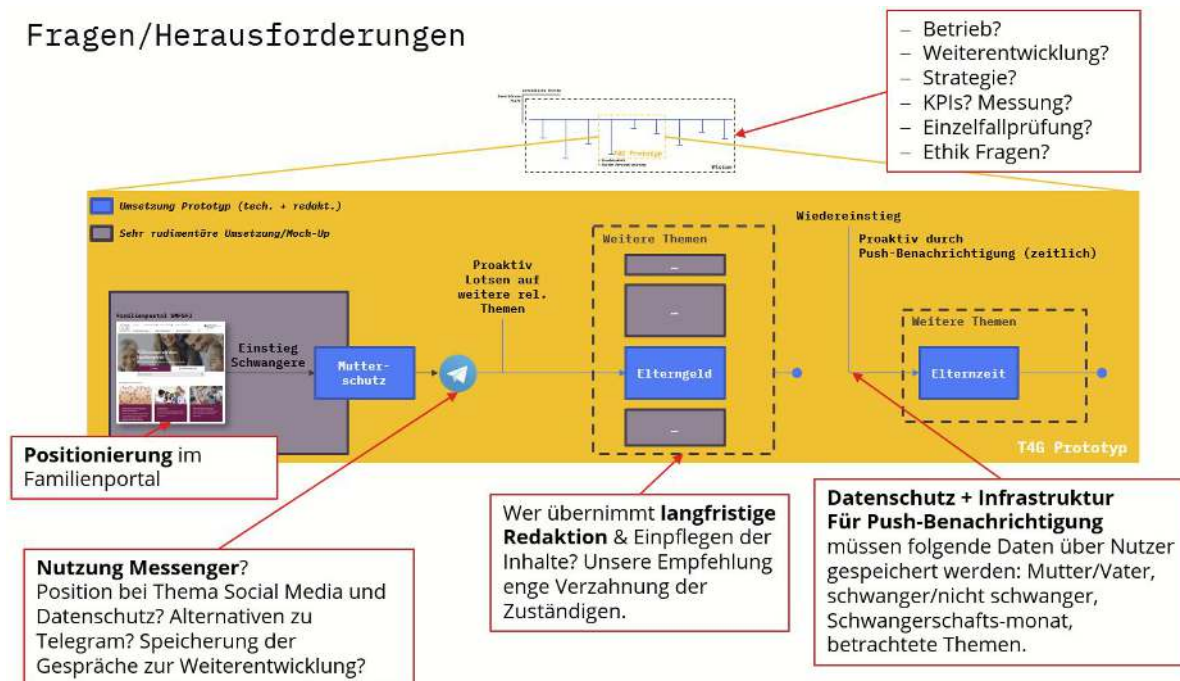 Fragen/Herausforderungen
– Betrieb?
– Weiterentwicklung?
– Strategie?
– KPIs? Messung?
– Einzelfallprüfung?
– Ethik Fragen?
T4G Prototyp
Vision
Umsetzung Prototyp (tech. + redakt.)
Sehr rudimentäre Umsetzung/Mock-Up
Wiedereinstieg
Proaktiv durch
Push-Benachrichtigung (zeitlich)
Weitere Themen
Proaktiv
Lotsen auf
weitere rel.
Themen
…
…
Familienportal BMFSFJ
Einstieg
Schwangere
Mutter-
schutz
Elterngeld
…
Weitere Themen
Elternzeit
T4G Prototyp
Positionierung im
Familienportal
Nutzung Messenger?
Position bei Thema Social Media und
Datenschutz? Alternativen zu
Telegram? Speicherung der
Gespräche zur Weiterentwicklung?
Wer übernimmt langfristige
Redaktion & Einpflegen der
Inhalte? Unsere Empfehlung
enge Verzahnung der
Zuständigen.
Datenschutz + Infrastruktur
Für Push-Benachrichtigung
müssen folgende Daten über Nutzer
gespeichert werden: Mutter/Vater,
schwanger/nicht schwanger,
Schwangerschafts-monat,
betrachtete Themen.